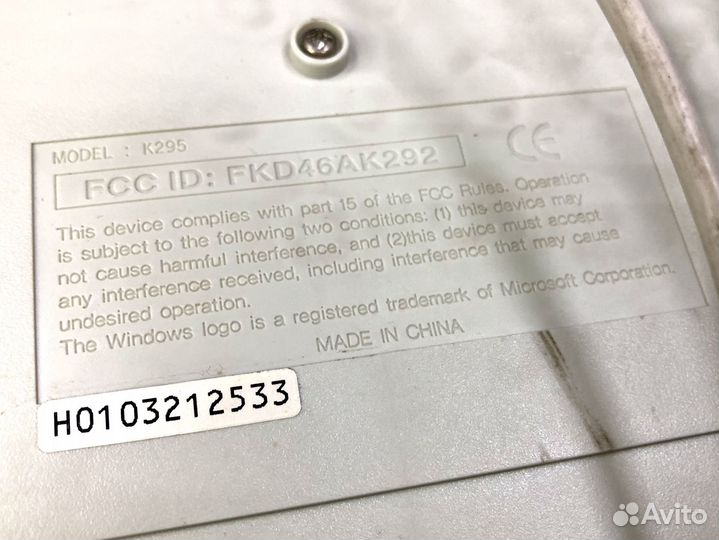 MODEL : K295
FCC ID: FKD46AK292
CE
This device complies with part 15 of the FCC Rules. Operation
is subject to the following two conditions: (1) this device may
not cause harmful interference, and (2)this device must accept
any interference received, including interference that may cause
undesired operation.
The Windows logo is a registered trademark of Microsoft Corporation.
MADE IN CHINA
H0103212533
Avito